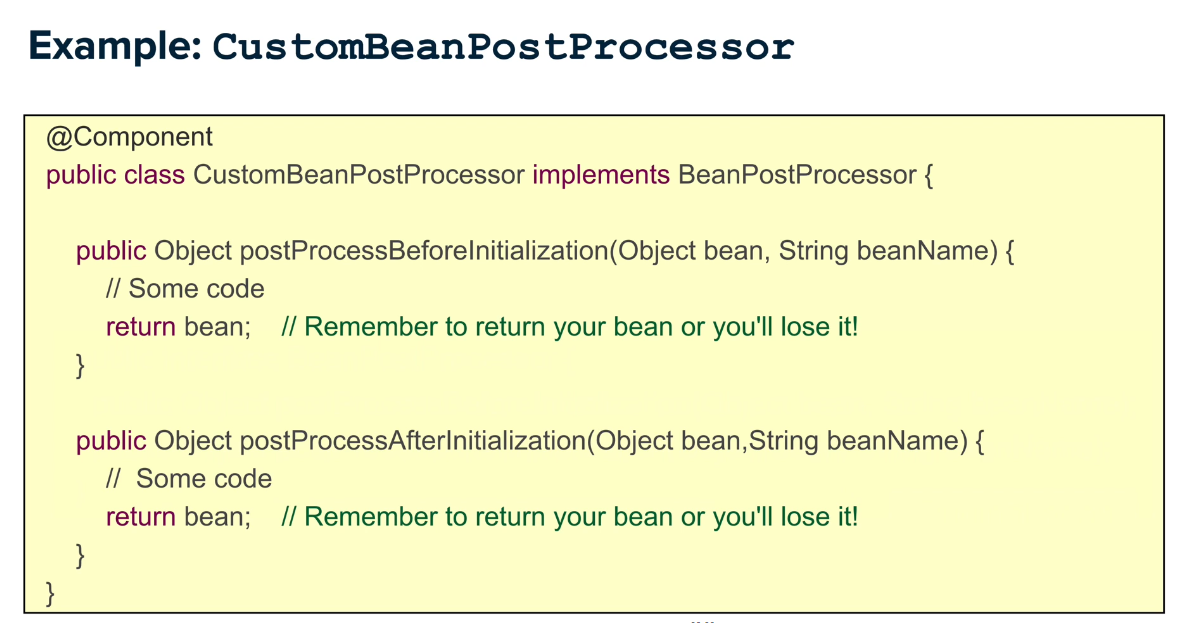 Example: CustomBeanPostProcessor
@Component
public class CustomBeanPostProcessor implements BeanPostProcessor {
public Object postProcessBeforeInitialization(Object bean, String beanName) {
// Some code
return bean; // Remember to return your bean or you'll lose it!
}
public Object postProcessAfterInitialization(Object bean,String beanName) {
// Some code
return bean; // Remember to return your bean or you'll lose it!
}
}